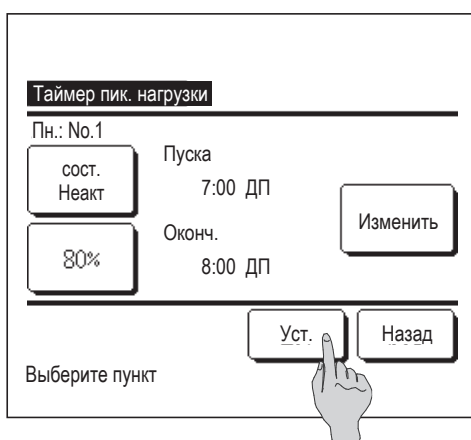 Таймер пик. нагрузки
Пн.: No.1
сост.
Неакт
Пуска
7:00 ДП
Изменить
80%
Оконч.
8:00 ДП
Уст.
Назад
Выберите пункт